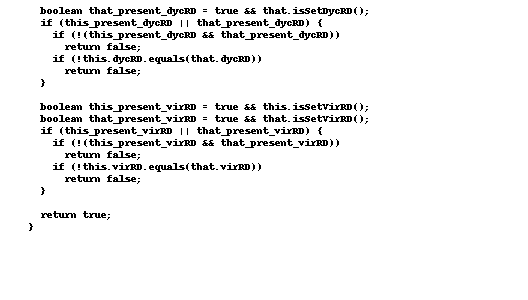 boolean that_present_dycRD = true && that.isSetDycRD();
if (this_present_dycRD || that_present_dycRD) {
if (!(this_present_dycRD && that_present_dycRD))
return false;
if (!this.dycRD.equals(that.dycRD))
return false;
}
boolean this_present_virRD = true && this.isSetVirRD();
boolean that_present_virRD = true && that.isSetVirRD();
if (this_present_virRD || that_present_virRD) {
if (!(this_present_virRD && that_present_virRD))
return false;
if (!this.virRD.equals(that.virRD))
return false;
}
return true;
}